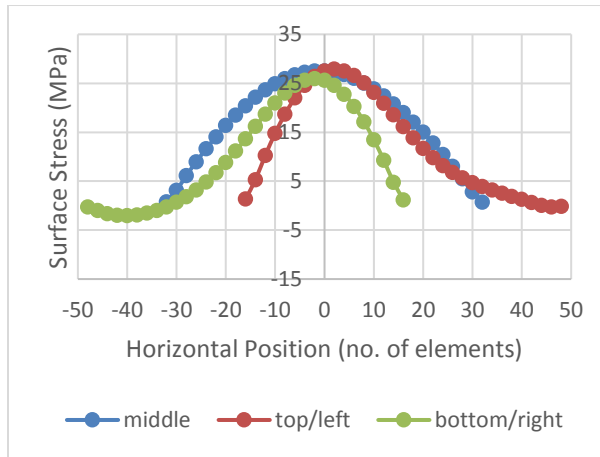 35
25
15
5
-5
-15
Surface Stress (MPa)
-50 -40 -30 -20 -10 0 10 20 30 40 50
Horizontal Position (no. of elements)
middle top/left bottom/right